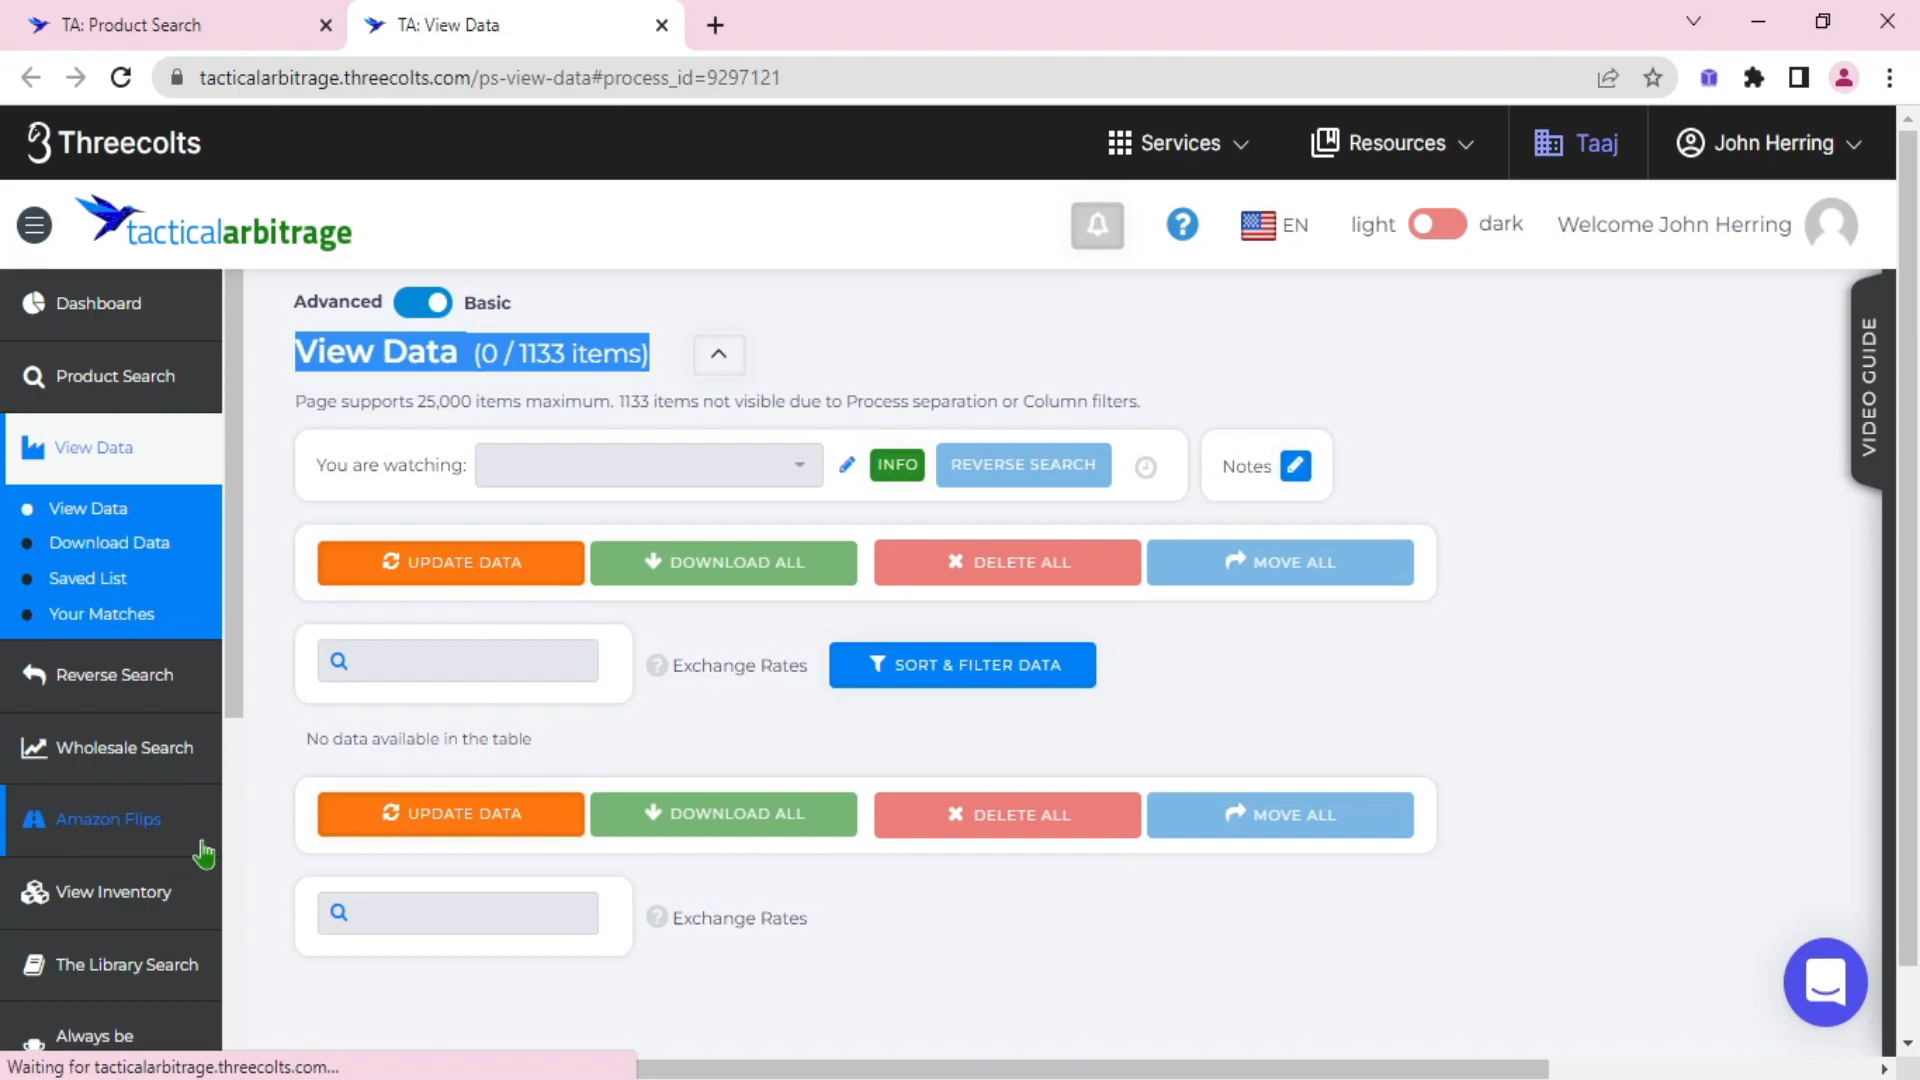 TA: Product Search
TA: View Data
tacticalarbitrage.threecolts.com/ps-view-data#process_id=9297121
Threecolts
Services
Resources
Taaj
John Herring
tacticalarbitrage
EN
light
dark
Welcome John Herring
Dashboard
Product Search
View Data
View Data
Download Data
Saved List
Your Matches
Reverse Search
Wholesale Search
Amazon Flips
View Inventory
The Library Search
Always be
Advanced
Basic
View Data (0 / 1133 items)
Page supports 25,000 items maximum. 1133 items not visible due to Process separation or Column filters.
You are watching:
INFO
REVERSE SEARCH
Notes
UPDATE DATA
DOWNLOAD ALL
DELETE ALL
MOVE ALL
? Exchange Rates
SORT & FILTER DATA
No data available in the table
UPDATE DATA
DOWNLOAD ALL
DELETE ALL
MOVE ALL
? Exchange Rates
VIDEO GUIDE
Waiting for tacticalarbitrage.threecolts.com...